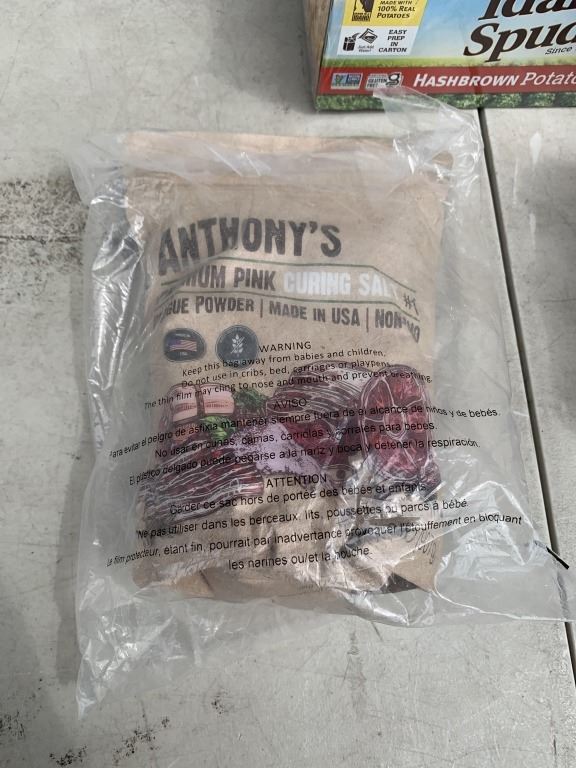 MADE WITH
100% REAL
POTATOES
EASY
PREP
IN
CARTON
Spud
Since
GLUTEN
FREE
HASHBROWN Potato
ANTHONY'S
PINK CURING SALT #1
POWDER | MADE IN USA |
WARNING
Keep this bag away from babies and children.
Do not use in cribs, bed, carriages or playpens.
The thin film may cling to nose and mouth and prevent breathing.
AVISO
Para evitar el peligro de asfixia mantener siempre fuera de el alcance de niños y de bebés.
No usar en cunas, camas, carriolas y corrales para bebés.
El plástico delgado puede pegarse a la nariz y boca y detener la respiración.
ATTENTION
Garder ce sac hors de portée des bébés et enfants.
Ne pas utiliser dans les berceaux, lits, poussettes ou parcs à bébé.
Le film protecteur, étant fin, pourrait par inadvertance provoquer l'étouffement en bloquant
les narines ou/et la bouche.